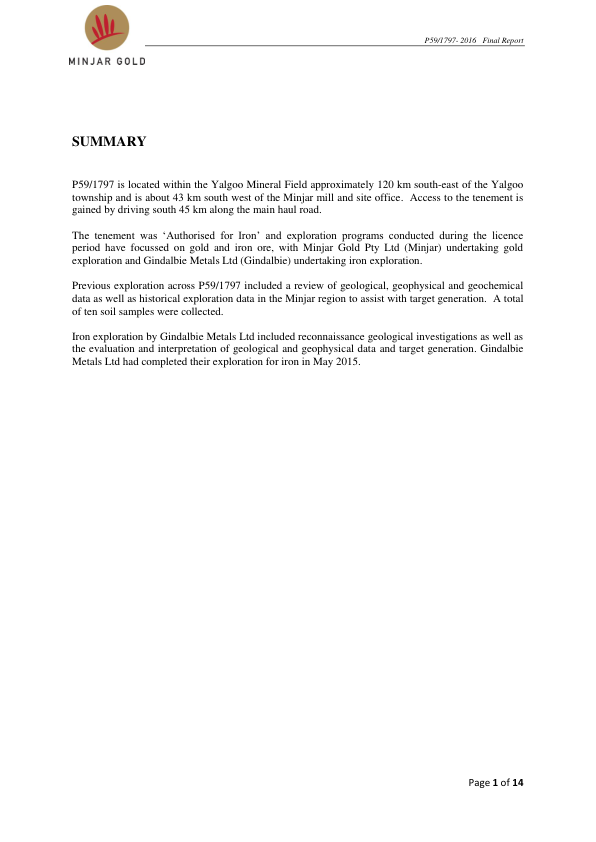 P59/1797- 2016 Final Report
MINJAR GOLD
SUMMARY
P59/1797 is located within the Yalgoo Mineral Field approximately 120 km south-east of the Yalgoo
township and is about 43 km south west of the Minjar mill and site office. Access to the tenement is
gained by driving south 45 km along the main haul road.
The tenement was ‘Authorised for Iron’ and exploration programs conducted during the licence
period have focussed on gold and iron ore, with Minjar Gold Pty Ltd (Minjar) undertaking gold
exploration and Gindalbie Metals Ltd (Gindalbie) undertaking iron exploration.
Previous exploration across P59/1797 included a review of geological, geophysical and geochemical
data as well as historical exploration data in the Minjar region to assist with target generation. A total
of ten soil samples were collected.
Iron exploration by Gindalbie Metals Ltd included reconnaissance geological investigations as well as
the evaluation and interpretation of geological and geophysical data and target generation. Gindalbie
Metals Ltd had completed their exploration for iron in May 2015.
Page 1 of 14